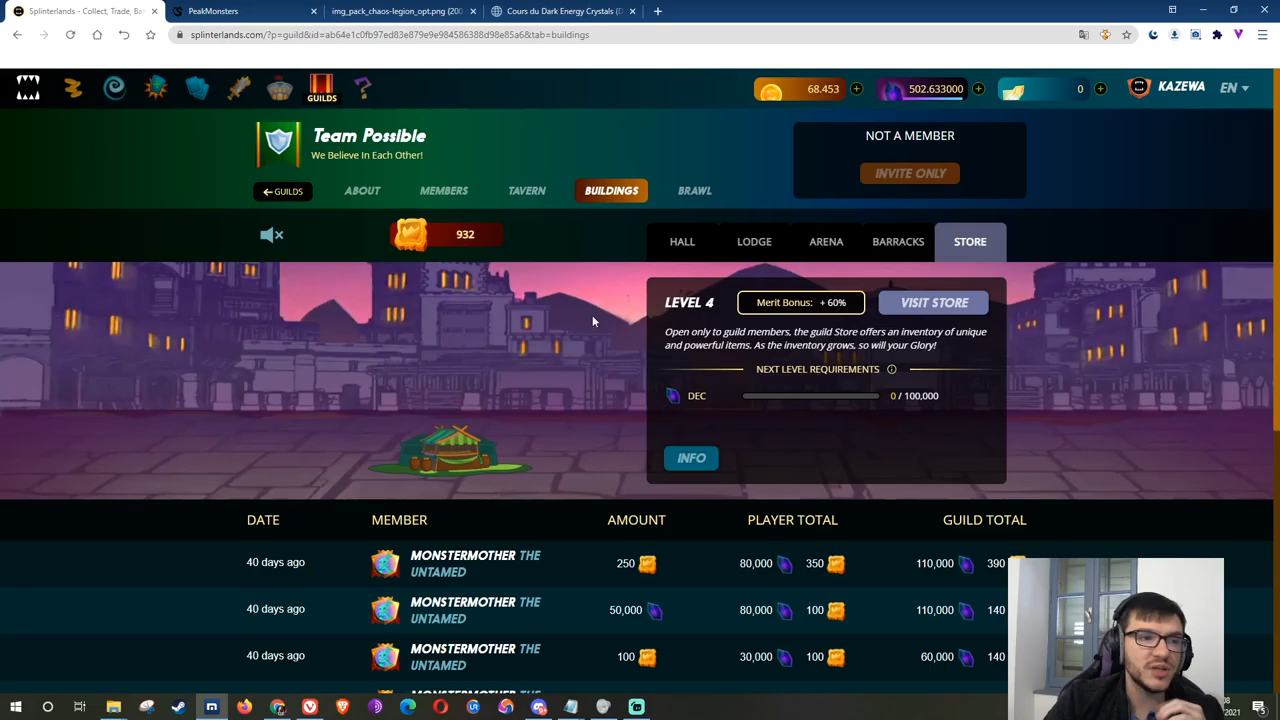 Splinterlands - Collect, Trade, Ba
PeakMonsters
img_pack_chaos-legion_opt.png (200
Cours du Dark Energy Crystals (D
splinterlands.com/?p=guild&id=ab64e1c0fb97ed83e879e9e984586388d98e85a6&tab=buildings
GUILDS
68.453
502.633000
0
KAZEWA
EN
Team Possible
We Believe In Each Other!
NOT A MEMBER
INVITE ONLY
GUILDS
ABOUT
MEMBERS
TAVERN
BUILDINGS
BRAWL
932
HALL
LODGE
ARENA
BARRACKS
STORE
LEVEL 4
Merit Bonus: + 60%
VISIT STORE
Open only to guild members, the guild Store offers an inventory of unique
and powerful items. As the inventory grows, so will your Glory!
NEXT LEVEL REQUIREMENTS
DEC
0 / 100,000
INFO
DATE MEMBER AMOUNT PLAYER TOTAL GUILD TOTAL
40 days ago MONSTERMOTHER THE UNTAMED 250 80,000 350 110,000 390
40 days ago MONSTERMOTHER THE UNTAMED 50,000 80,000 100 110,000 140
40 days ago MONSTERMOTHER THE UNTAMED 100 30,000 100 60,000 140
08
2021